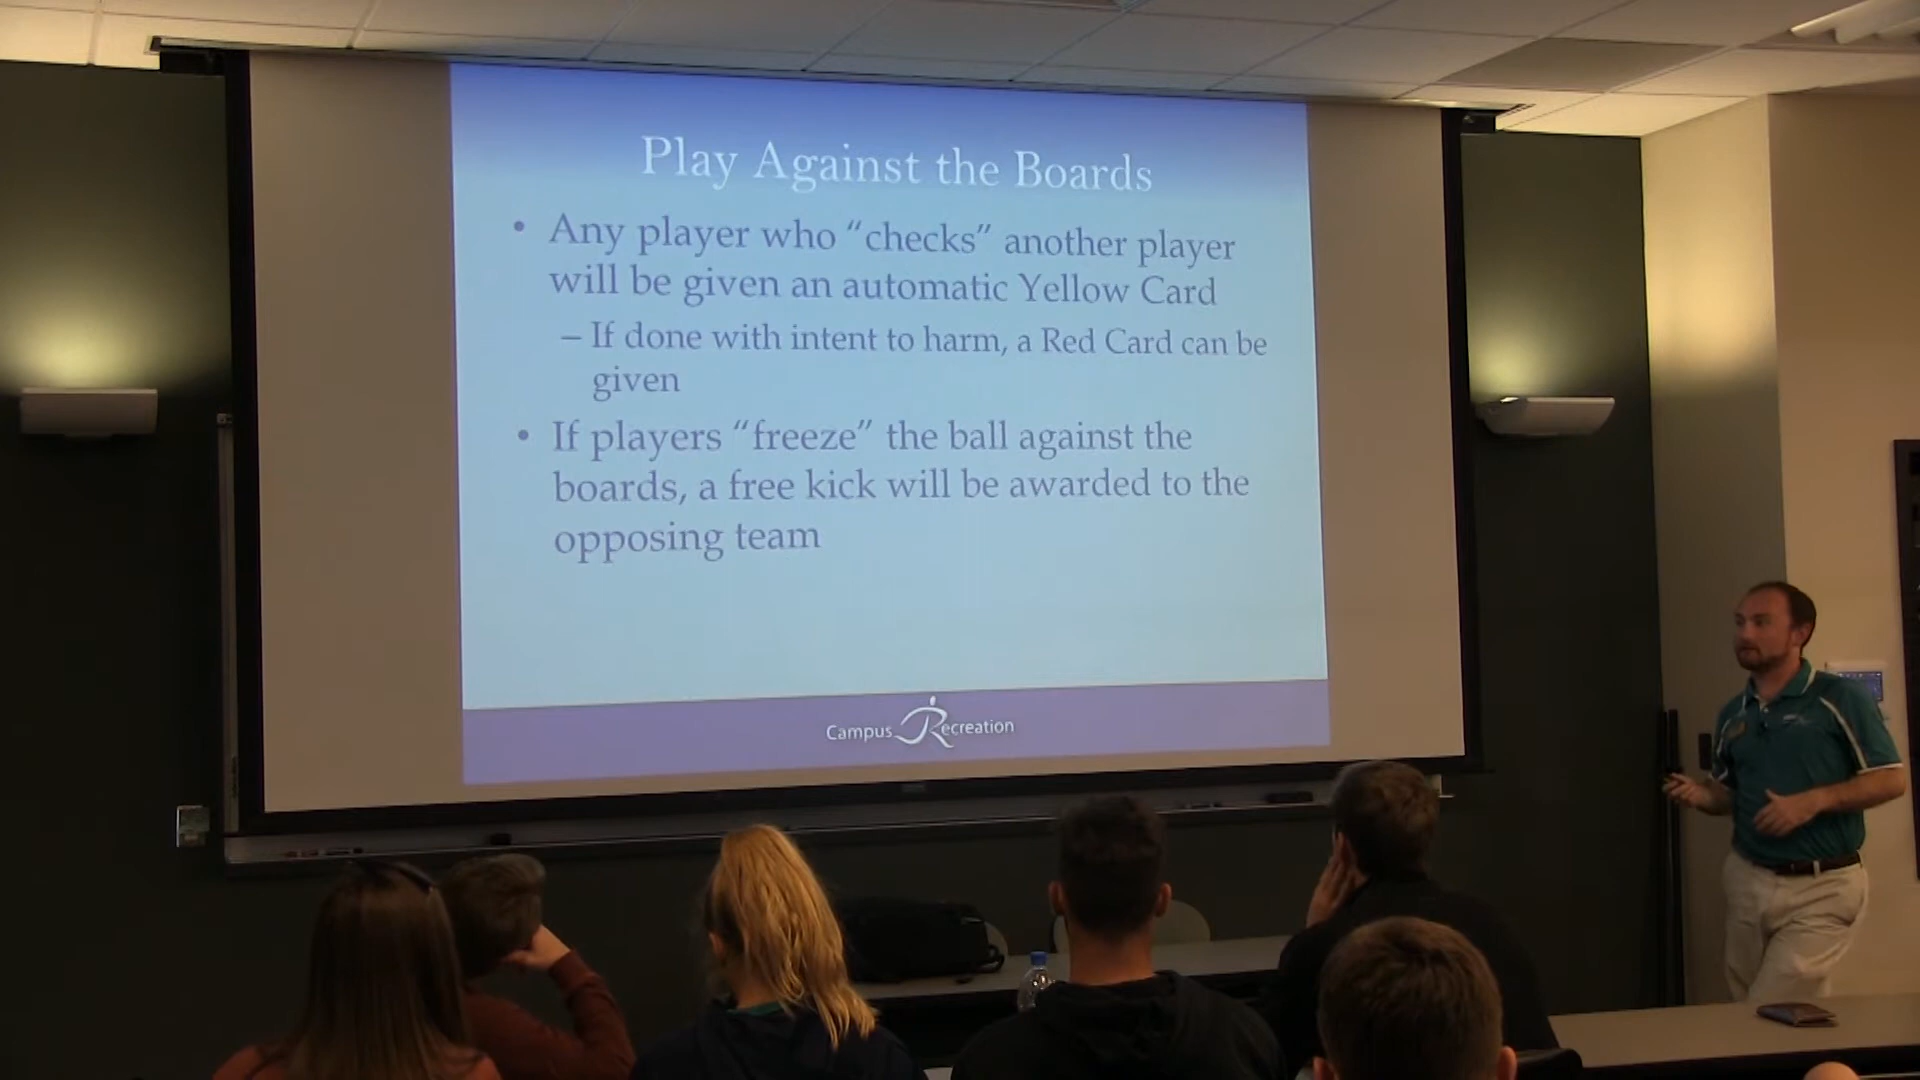 Play Against the Boards
• Any player who “checks” another player
will be given an automatic Yellow Card
– If done with intent to harm, a Red Card can be
given
• If players “freeze” the ball against the
boards, a free kick will be awarded to the
opposing team
Campus Recreation